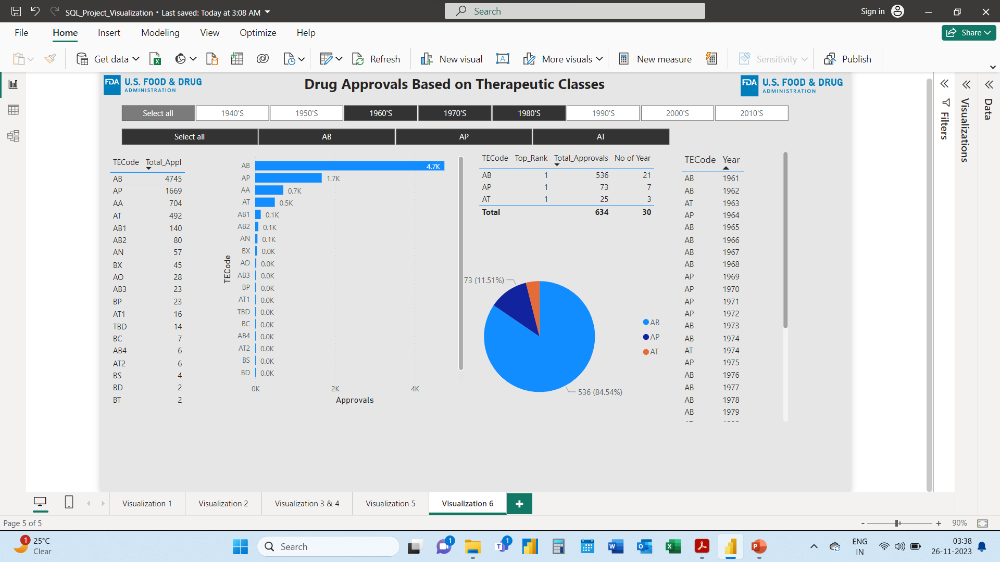 SQL_Project_Visualization • Last saved: Today at 3:08 AM
Search
Sign in
File Home Insert Modeling View Optimize Help
Share
Get data
Refresh
New visual
A
More visuals
New measure
Sensitivity
Publish
FDA U.S. FOOD & DRUG
ADMINISTRATION
Drug Approvals Based on Therapeutic Classes
FDA U.S. FOOD & DRUG
ADMINISTRATION
Select all 1940'S 1950'S 1960'S 1970'S 1980'S 1990'S 2000'S 2010'S
Select all AB AP AT
TECode Total_Appl
AB 4745
AP 1669
AA 704
AT 492
AB1 140
AB2 80
AN 57
BX 45
AO 28
AB3 23
BP 23
AT1 16
TBD 14
BC 7
AB4 6
AT2 6
BS 4
BD 2
BT 2
TECode
AB 4.7K
AP 1.7K
AA 0.7K
AT 0.5K
AB1 0.1K
AB2 0.1K
AN 0.1K
BX 0.0K
AO 0.0K
AB3 0.0K
BP 0.0K
AT1 0.0K
TBD 0.0K
BC 0.0K
AB4 0.0K
AT2 0.0K
BS 0.0K
BD 0.0K
0K 2K 4K
Approvals
TECode Top_Rank Total_Approvals No of Year
AB 1 536 21
AP 1 73 7
AT 1 25 3
Total 634 30
73 (11.51%)
536 (84.54%)
AB
AP
AT
TECode Year
AB 1961
AB 1962
AT 1963
AP 1964
AB 1965
AB 1966
AB 1967
AB 1968
AP 1969
AP 1970
AP 1971
AP 1972
AB 1973
AB 1974
AT 1974
AP 1975
AB 1976
AB 1977
AB 1978
AB 1979
Filters
Visualizations
Data
Visualization 1 Visualization 2 Visualization 3 & 4 Visualization 5 Visualization 6
Page 5 of 5
- + 90%
1
25°C
Clear
Search
1
1
ENG
IN
03:38
26-11-2023